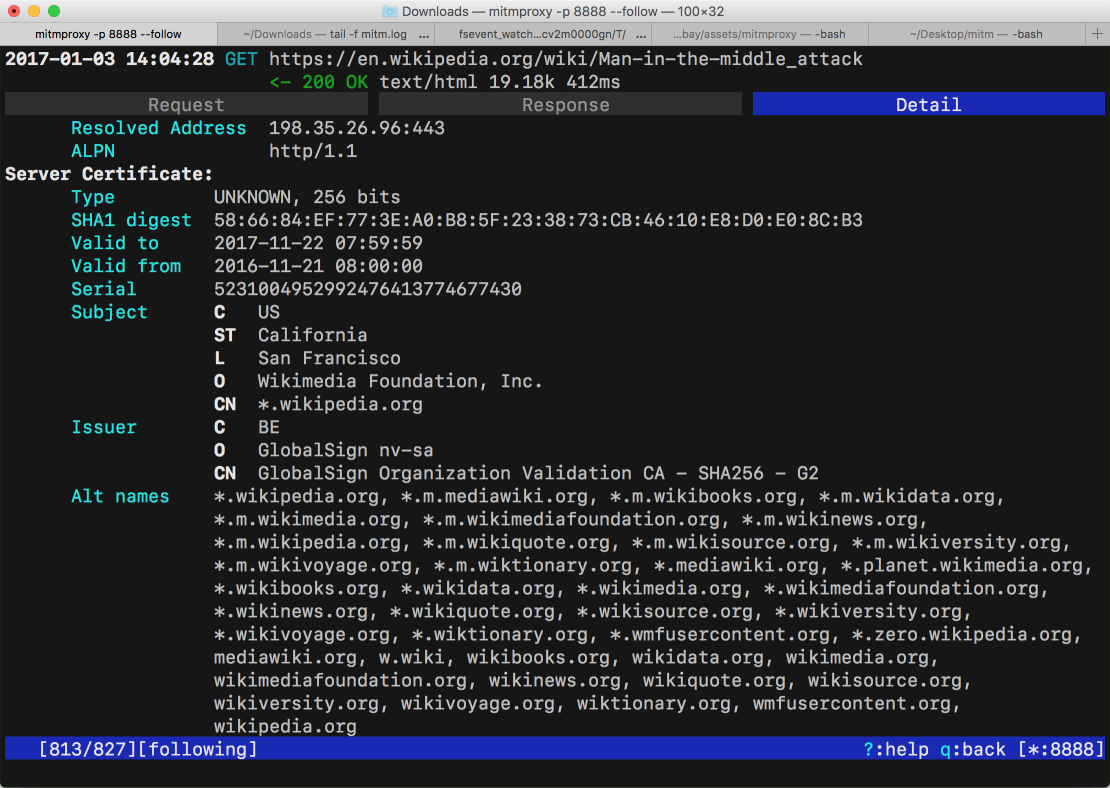 Downloads — mitmproxy -p 8888 --follow — 100×32
mitmproxy -p 8888 --follow ~/Downloads — tail -f mitm.log ... fsevent_watch...cv2m0000gn/T/ ... ...bay/assets/mitmproxy — -bash ~/Desktop/mitm — -bash +
2017-01-03 14:04:28 GET https://en.wikipedia.org/wiki/Man-in-the-middle_attack
<- 200 OK text/html 19.18k 412ms
Request Response Detail
Resolved Address 198.35.26.96:443
ALPN http/1.1
Server Certificate:
Type UNKNOWN, 256 bits
SHA1 digest 58:66:84:EF:77:3E:A0:B8:5F:23:38:73:CB:46:10:E8:D0:E0:8C:B3
Valid to 2017-11-22 07:59:59
Valid from 2016-11-21 08:00:00
Serial 5231004952992476413774677430
Subject C US
ST California
L San Francisco
O Wikimedia Foundation, Inc.
CN *.wikipedia.org
Issuer C BE
O GlobalSign nv-sa
CN GlobalSign Organization Validation CA - SHA256 - G2
Alt names *.wikipedia.org, *.m.mediawiki.org, *.m.wikibooks.org, *.m.wikidata.org,
*.m.wikimedia.org, *.m.wikimediafoundation.org, *.m.wikinews.org,
*.m.wikipedia.org, *.m.wikiquote.org, *.m.wikisource.org, *.m.wikiversity.org,
*.m.wikivoyage.org, *.m.wiktionary.org, *.mediawiki.org, *.planet.wikimedia.org,
*.wikibooks.org, *.wikidata.org, *.wikimedia.org, *.wikimediafoundation.org,
*.wikinews.org, *.wikiquote.org, *.wikisource.org, *.wikiversity.org,
*.wikivoyage.org, *.wiktionary.org, *.wmfusercontent.org, *.zero.wikipedia.org,
mediawiki.org, w.wiki, wikibooks.org, wikidata.org, wikimedia.org,
wikimediafoundation.org, wikinews.org, wikiquote.org, wikisource.org,
wikiversity.org, wikivoyage.org, wiktionary.org, wmfusercontent.org,
wikipedia.org
[813/827][following] ?:help q:back [*:8888]